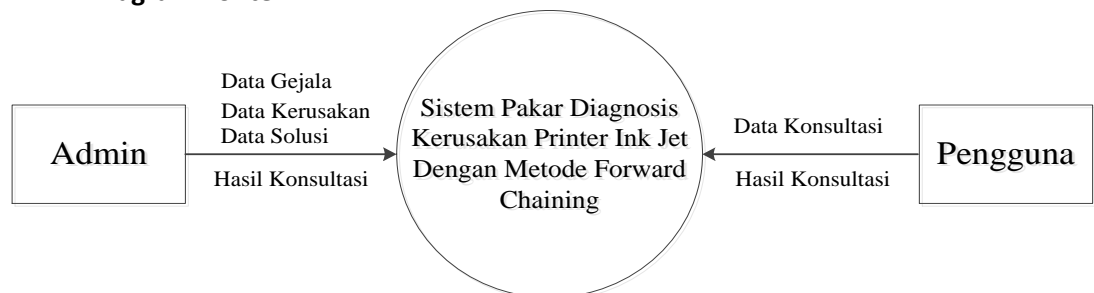 Admin
Data Gejala
Data Kerusakan
Data Solusi
Hasil Konsultasi
Sistem Pakar Diagnosis
Kerusakan Printer Ink Jet
Dengan Metode Forward
Chaining
Data Konsultasi
Hasil Konsultasi
Pengguna